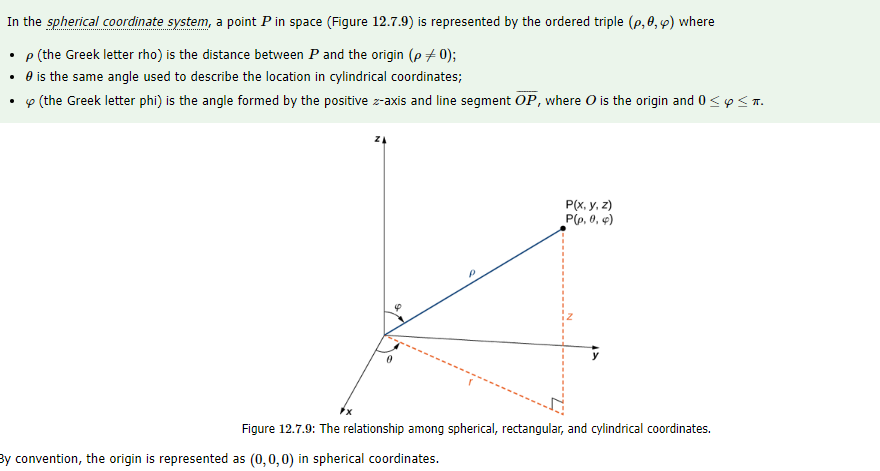 In the spherical coordinate system, a point P in space (Figure 12.7.9) is represented by the ordered triple (ρ, θ, φ) where
• ρ (the Greek letter rho) is the distance between P and the origin (ρ ≠ 0);
• θ is the same angle used to describe the location in cylindrical coordinates;
• φ (the Greek letter phi) is the angle formed by the positive z-axis and line segment O̅P̅, where O is the origin and 0 ≤ φ ≤ π.
z
P(x, y, z)
P(ρ, θ, φ)
ρ
φ
z
θ
y
r
x
Figure 12.7.9: The relationship among spherical, rectangular, and cylindrical coordinates.
By convention, the origin is represented as (0, 0, 0) in spherical coordinates.